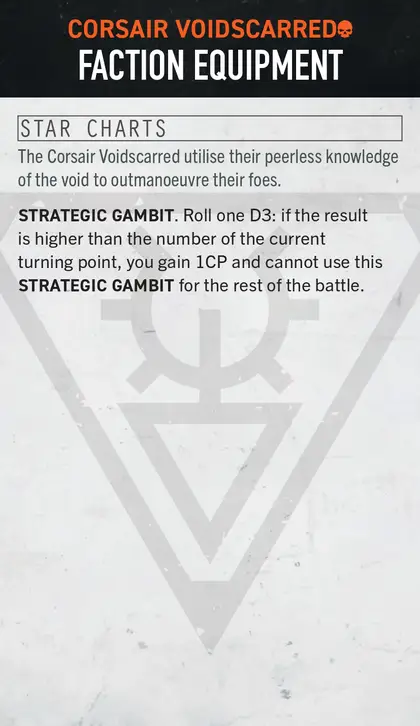 CORSAIR VOIDSCARRED
FACTION EQUIPMENT
STAR CHARTS
The Corsair Voidscarred utilise their peerless knowledge
of the void to outmanoeuvre their foes.
STRATEGIC GAMBIT. Roll one D3: if the result
is higher than the number of the current
turning point, you gain 1CP and cannot use this
STRATEGIC GAMBIT for the rest of the battle.